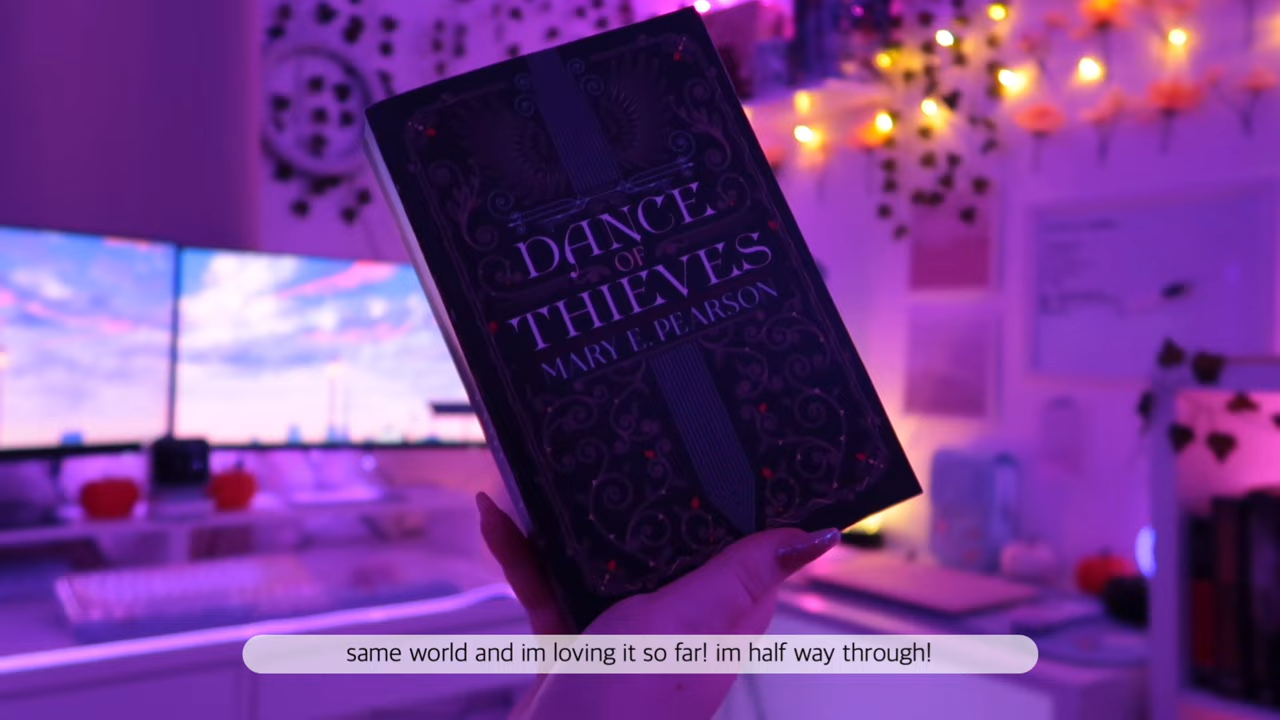 DANCE
OF
THIEVES
MARY E. PEARSON
same world and im loving it so far! im half way through!